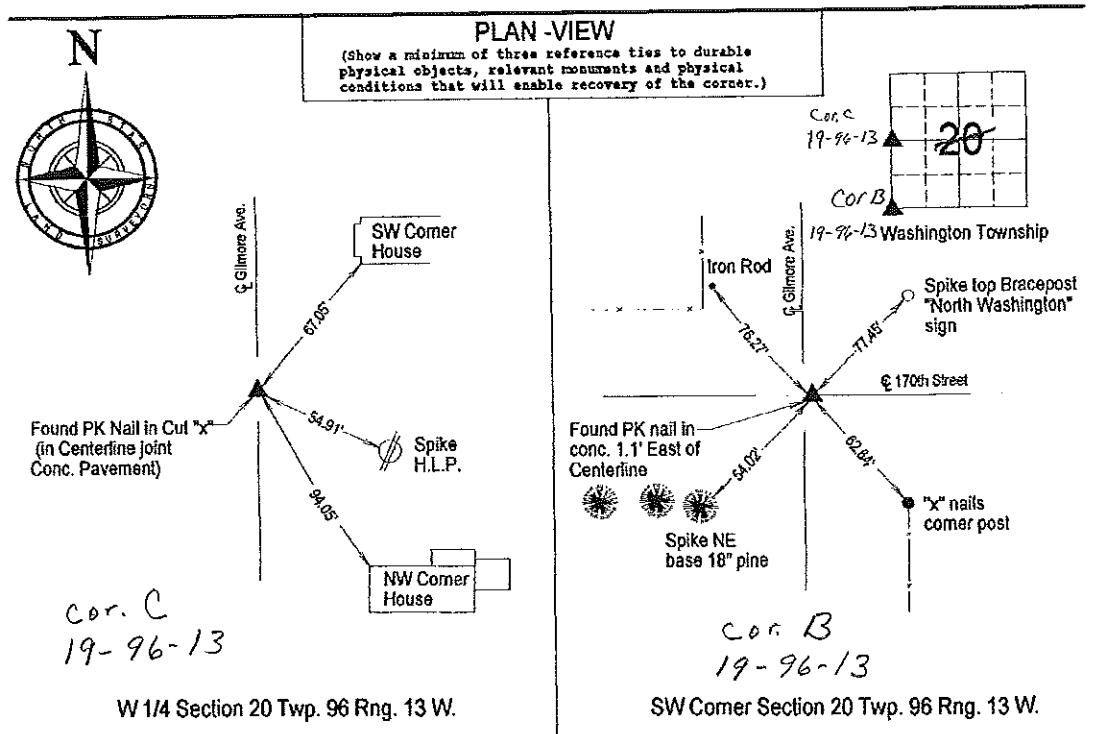 PLAN -VIEW
(Show a minimum of three reference ties to durable
physical objects, relevant monuments and physical
conditions that will enable recovery of the corner.)
N
NORTH STAR
LAND SURVEYORS
℄ Gilmore Ave.
SW Corner
House
67.05'
Found PK Nail in Cut "x"
(in Centerline joint
Conc. Pavement)
54.91'
Spike
H.L.P.
94.05'
NW Corner
House
cor. C
19-96-13
W 1/4 Section 20 Twp. 96 Rng. 13 W.
Cor. C
19-96-13
20
Cor B
19-96-13
Washington Township
Iron Rod
℄ Gilmore Ave.
Spike top Bracepost
"North Washington"
sign
76.27'
77.45'
℄ 170th Street
Found PK nail in
conc. 1.1' East of
Centerline
54.02'
62.84'
Spike NE
base 18" pine
"x" nails
corner post
cor. B
19-96-13
SW Corner Section 20 Twp. 96 Rng. 13 W.